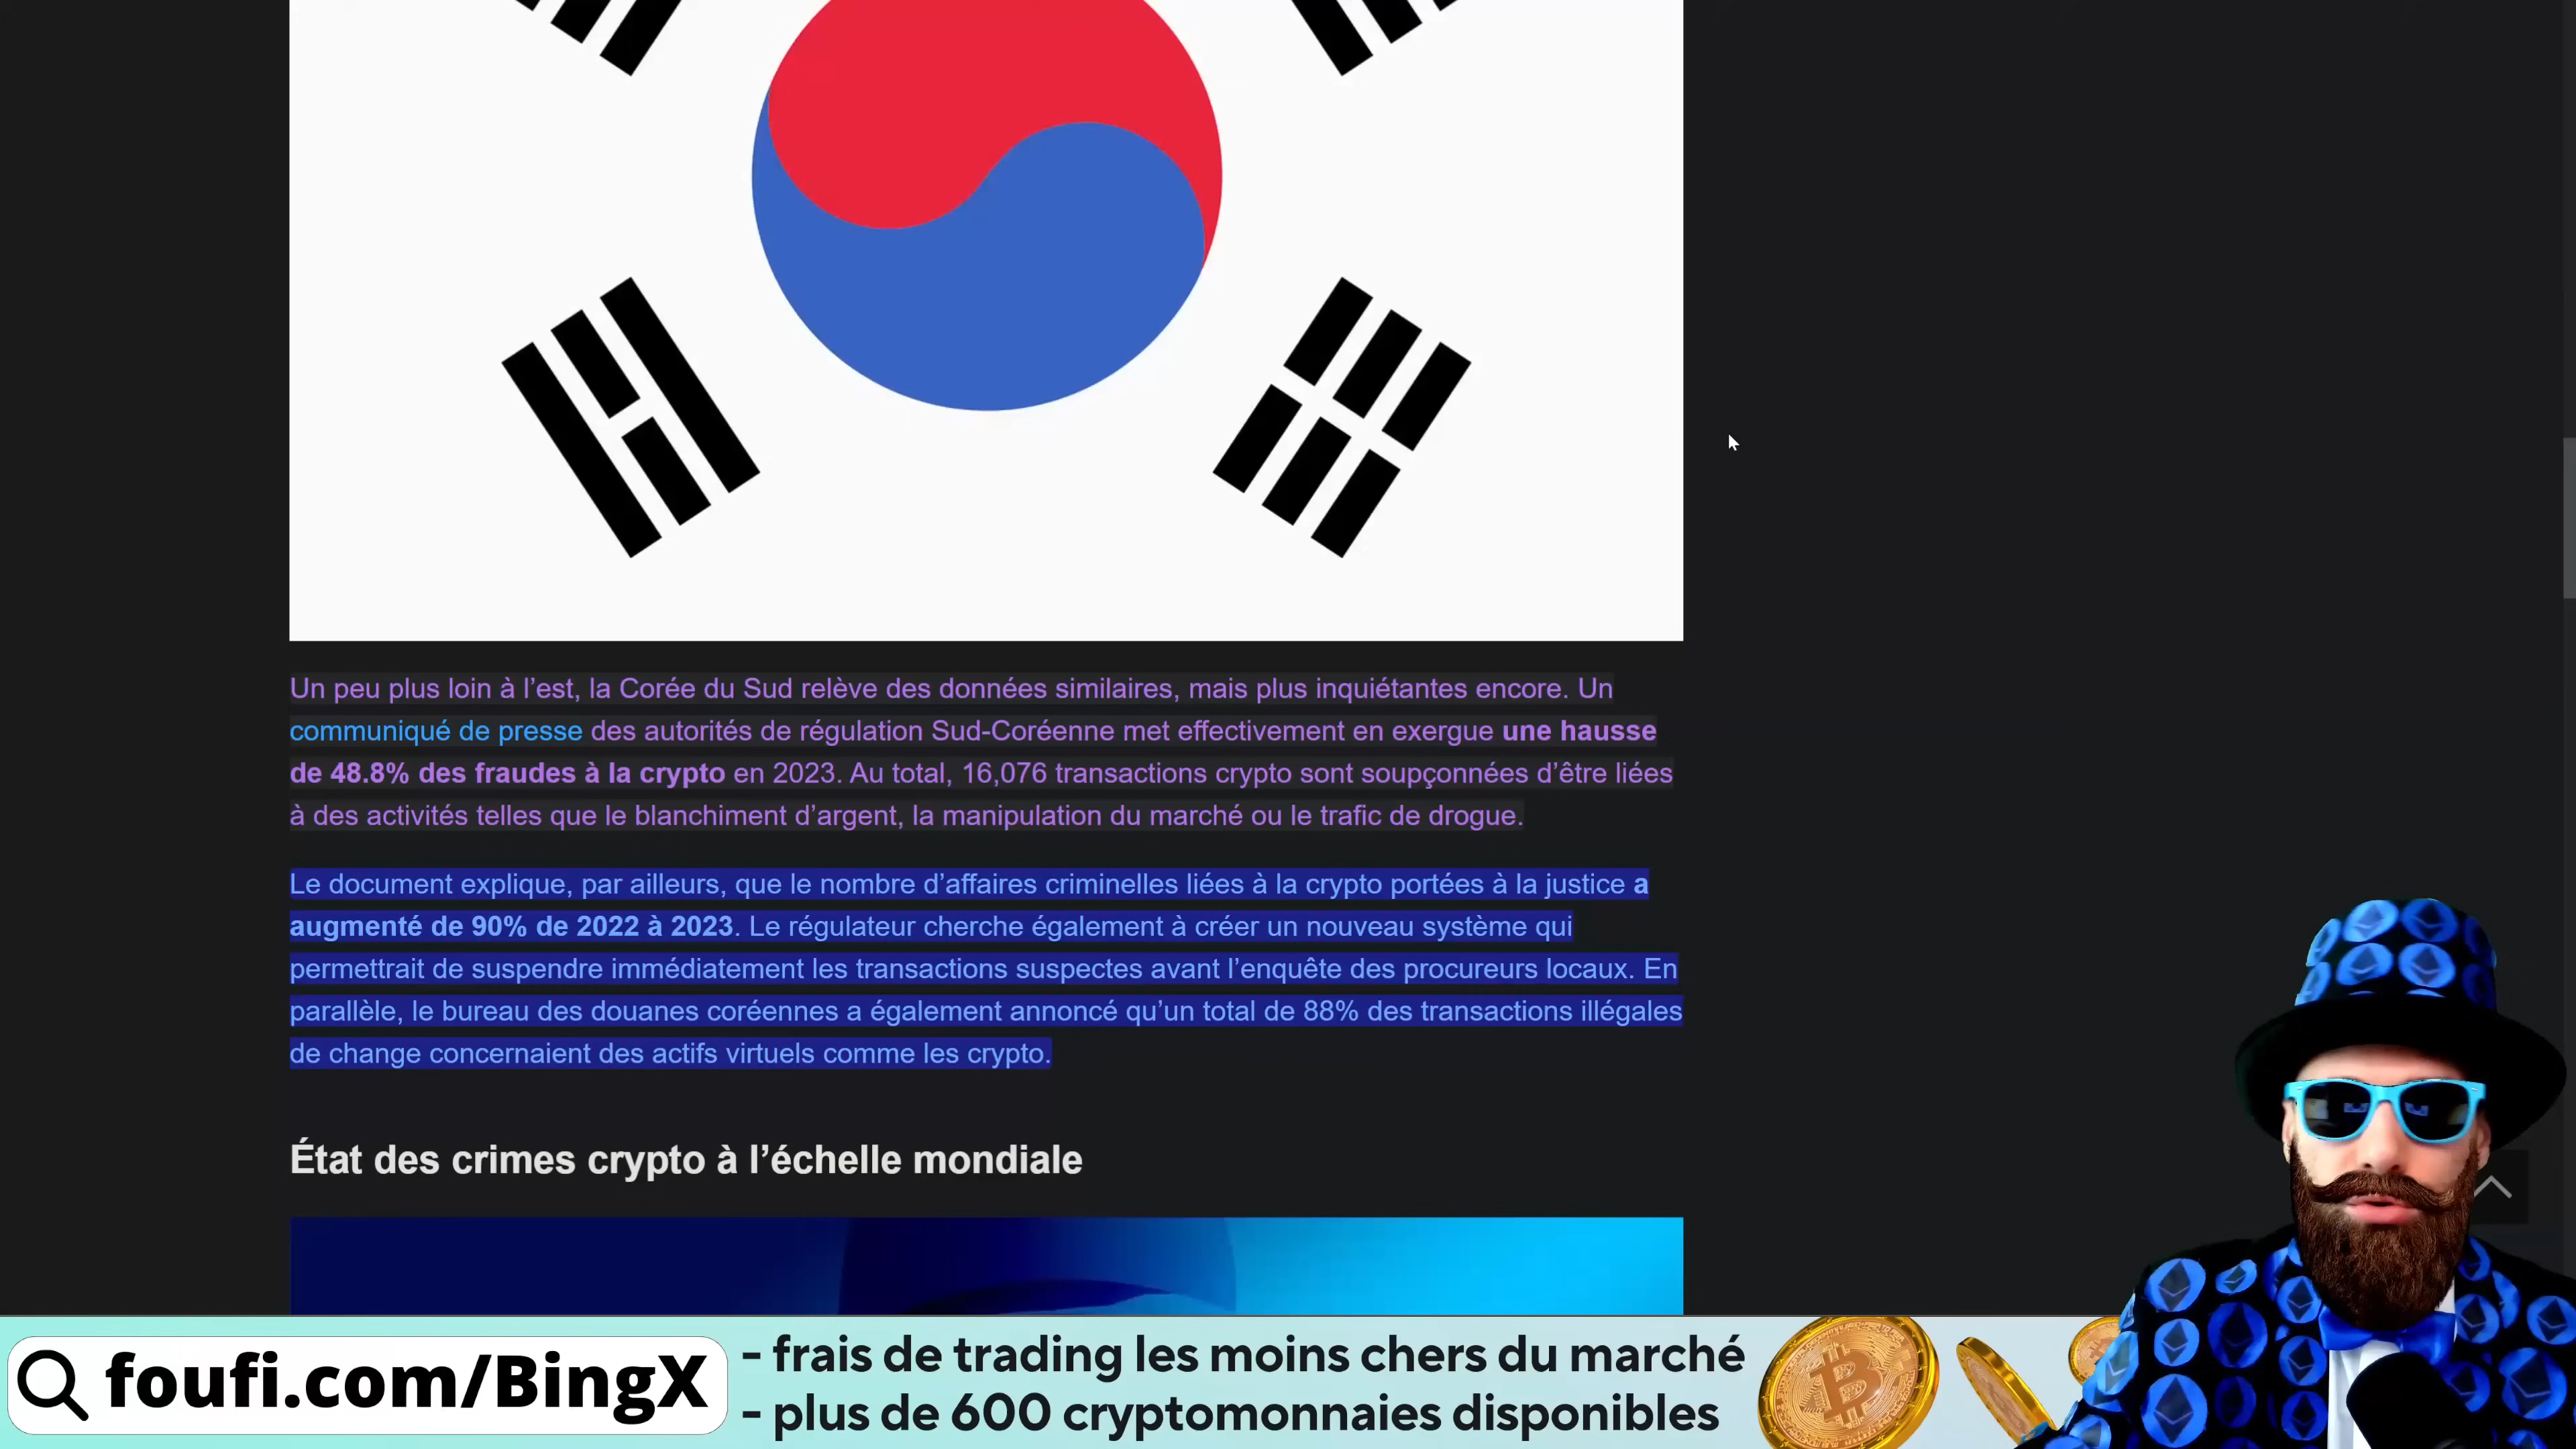 Un peu plus loin à l’est, la Corée du Sud relève des données similaires, mais plus inquiétantes encore. Un
communiqué de presse des autorités de régulation Sud-Coréenne met effectivement en exergue une hausse
de 48.8% des fraudes à la crypto en 2023. Au total, 16,076 transactions crypto sont soupçonnées d’être liées
à des activités telles que le blanchiment d’argent, la manipulation du marché ou le trafic de drogue.
Le document explique, par ailleurs, que le nombre d’affaires criminelles liées à la crypto portées à la justice a
augmenté de 90% de 2022 à 2023. Le régulateur cherche également à créer un nouveau système qui
permettrait de suspendre immédiatement les transactions suspectes avant l’enquête des procureurs locaux. En
parallèle, le bureau des douanes coréennes a également annoncé qu’un total de 88% des transactions illégales
de change concernaient des actifs virtuels comme les crypto.
État des crimes crypto à l’échelle mondiale
foufi.com/BingX
- frais de trading les moins chers du marché
- plus de 600 cryptomonnaies disponibles